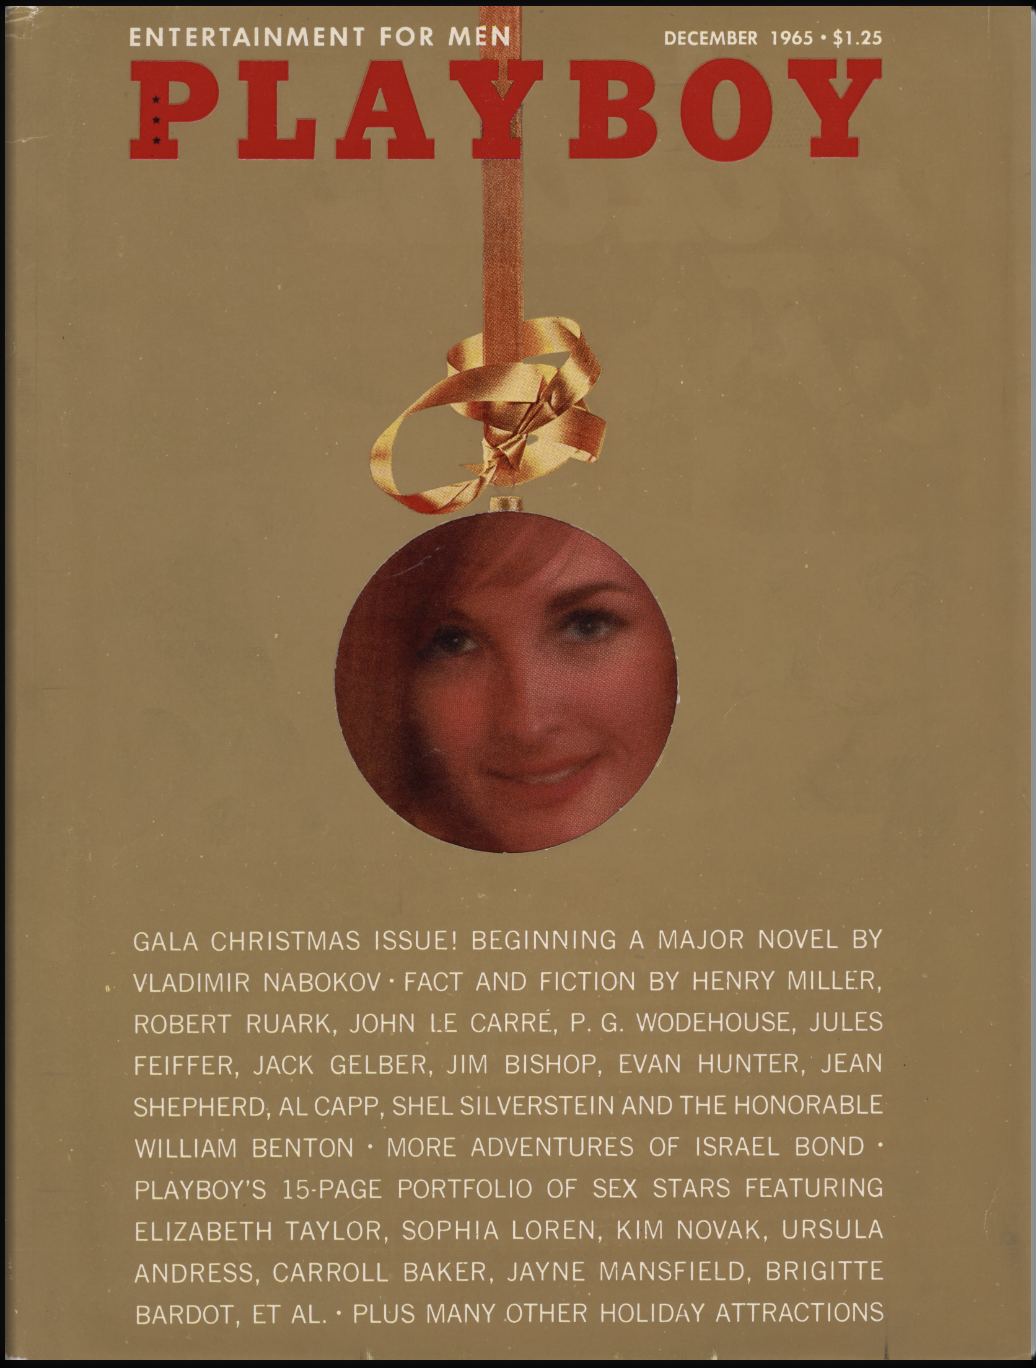 ENTERTAINMENT FOR MEN
DECEMBER 1965 • $1.25
PLAYBOY
GALA CHRISTMAS ISSUE! BEGINNING A MAJOR NOVEL BY
VLADIMIR NABOKOV • FACT AND FICTION BY HENRY MILLER,
ROBERT RUARK, JOHN LE CARRÉ, P. G. WODEHOUSE, JULES
FEIFFER, JACK GELBER, JIM BISHOP, EVAN HUNTER, JEAN
SHEPHERD, AL CAPP, SHEL SILVERSTEIN AND THE HONORABLE
WILLIAM BENTON • MORE ADVENTURES OF ISRAEL BOND •
PLAYBOY'S 15-PAGE PORTFOLIO OF SEX STARS FEATURING
ELIZABETH TAYLOR, SOPHIA LOREN, KIM NOVAK, URSULA
ANDRESS, CARROLL BAKER, JAYNE MANSFIELD, BRIGITTE
BARDOT, ET AL. • PLUS MANY OTHER HOLIDAY ATTRACTIONS